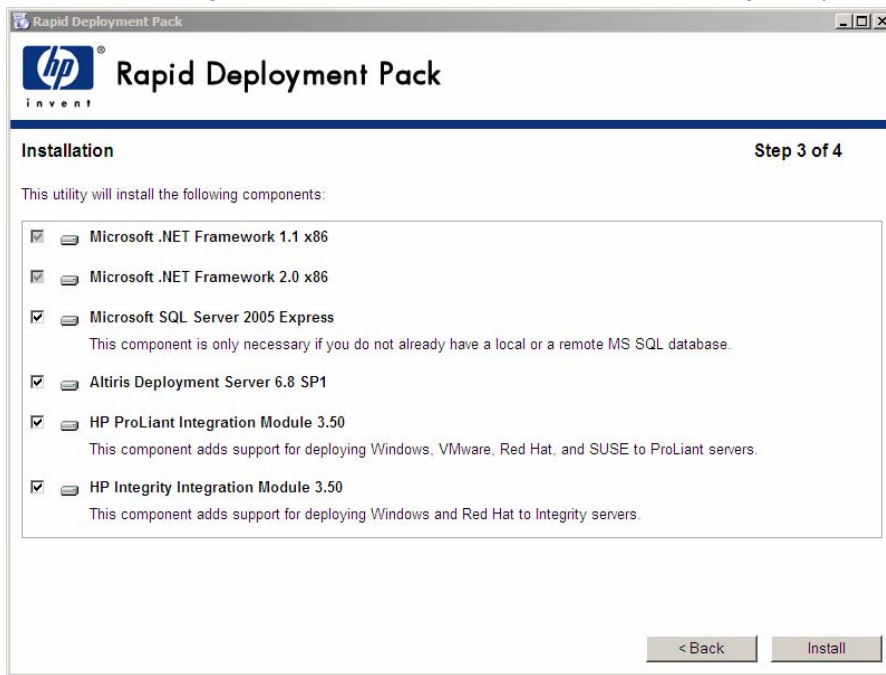 Rapid Deployment Pack
hp
®
Rapid Deployment Pack
invent
Installation
Step 3 of 4
This utility will install the following components:
Microsoft .NET Framework 1.1 x86
Microsoft .NET Framework 2.0 x86
Microsoft SQL Server 2005 Express
This component is only necessary if you do not already have a local or a remote MS SQL database.
Altiris Deployment Server 6.8 SP1
HP ProLiant Integration Module 3.50
This component adds support for deploying Windows, VMware, Red Hat, and SUSE to ProLiant servers.
HP Integrity Integration Module 3.50
This component adds support for deploying Windows and Red Hat to Integrity servers.
< Back
Install